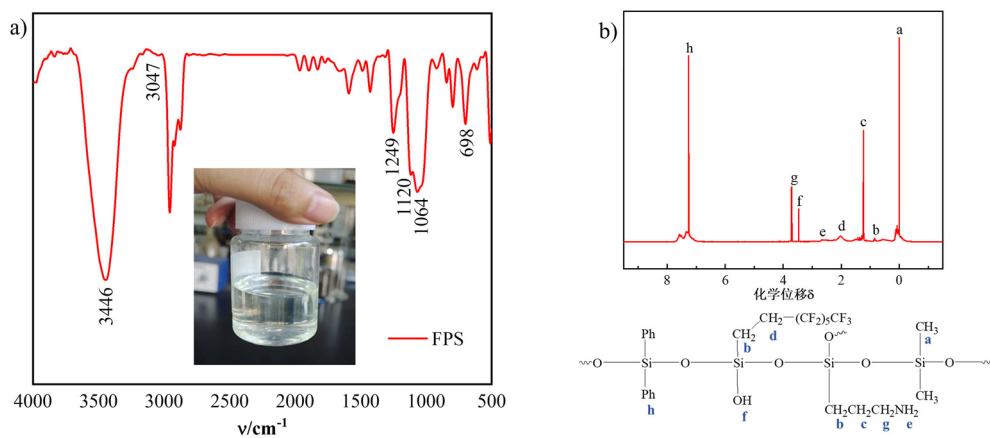 a)
3047
3446
1249
1120
1064
698
FPS
4000
3500
3000
2500
2000
1500
1000
500
ν/cm⁻¹
b)
a
h
c
g
f
e
d
b
8
6
4
2
0
化学位移δ
CH₂—(CF₂)₅CF₃
d
Ph
CH₂
b
O
CH₃
a
O
Si
O
Si
O
Si
O
Si
O
Ph
h
OH
f
CH₂CH₂CH₂NH₂
b
c
g
e
CH₃